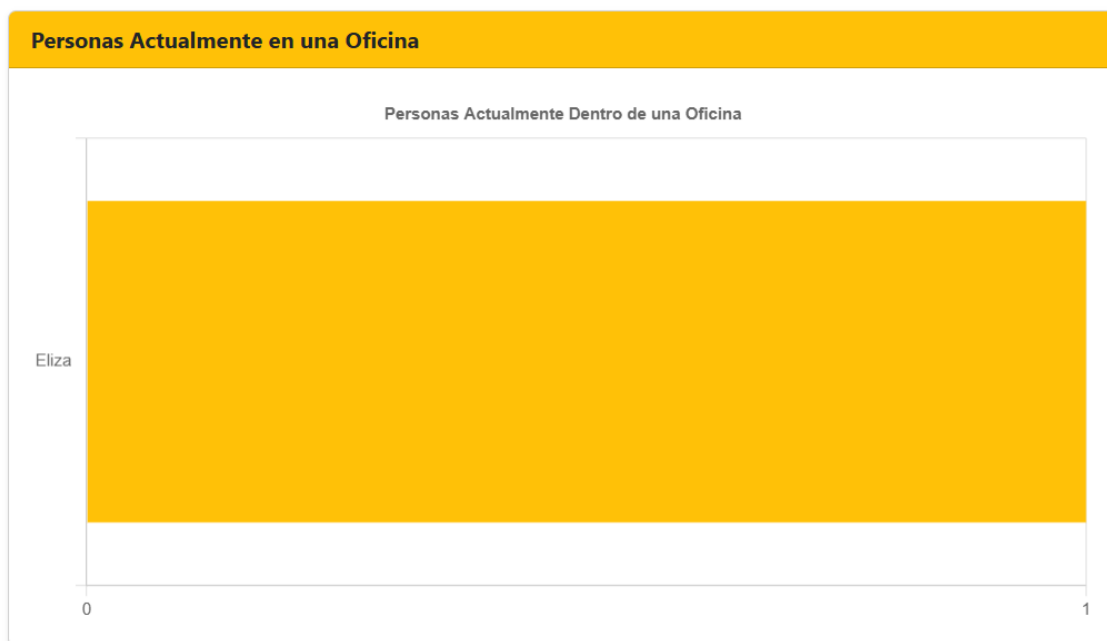 Personas Actualmente en una Oficina
Personas Actualmente Dentro de una Oficina
Eliza
0 1